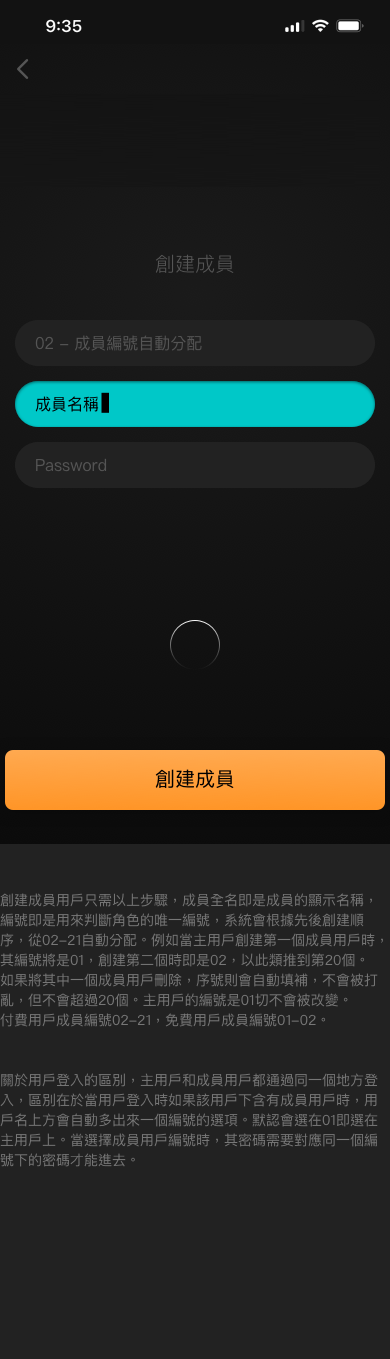 9:35
創建成員
02 – 成員編號自動分配
成員名稱
Password
創建成員
創建成員用戶只需以上步驟，成員全名即是成員的顯示名稱，
編號即是用來判斷角色的唯一編號，系統會根據先後創建順
序，從02-21自動分配。例如當主用戶創建第一個成員用戶時，
其編號將是01，創建第二個時即是02，以此類推到第20個。
如果將其中一個成員用戶刪除，序號則會自動填補，不會被打
亂，但不會超過20個。主用戶的編號是01切不會被改變。
付費用戶成員編號02-21，免費用戶成員編號01-02。
關於用戶登入的區別，主用戶和成員用戶都通過同一個地方登
入，區別在於當用戶登入時如果該用戶下含有成員用戶時，用
戶名上方會自動多出來一個編號的選項。默認會選在01即選在
主用戶上。當選擇成員用戶編號時，其密碼需要對應同一個編
號下的密碼才能進去。